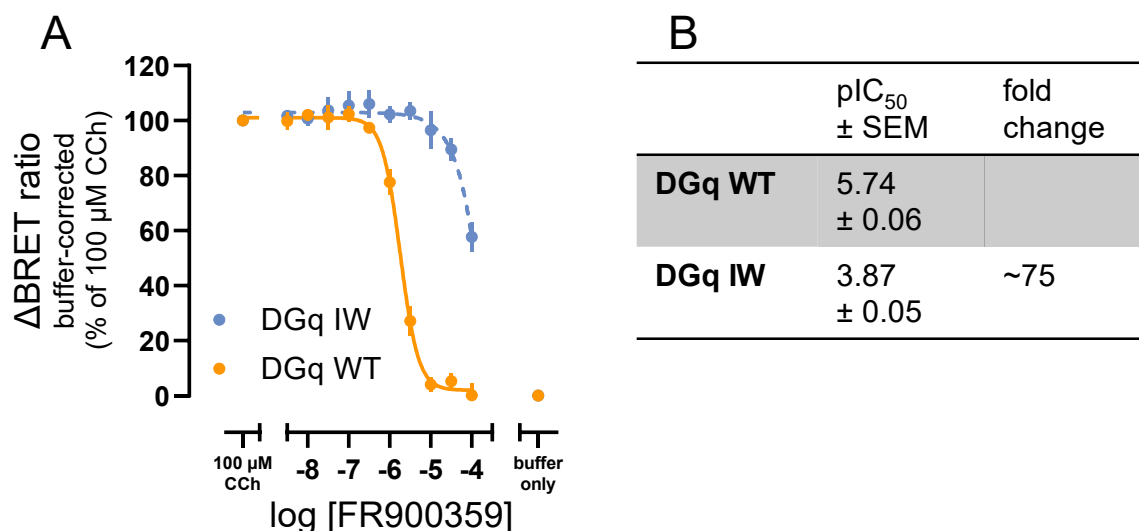 A
ΔBRET ratio
buffer-corrected
(% of 100 µM CCh)
120
100
80
60
40
20
0
DGq IW
DGq WT
100 µM
CCh
-8 -7 -6 -5 -4
buffer
only
log [FR900359]
B
pIC₅₀
± SEM
fold
change
DGq WT
5.74
± 0.06
DGq IW
3.87
± 0.05
~75